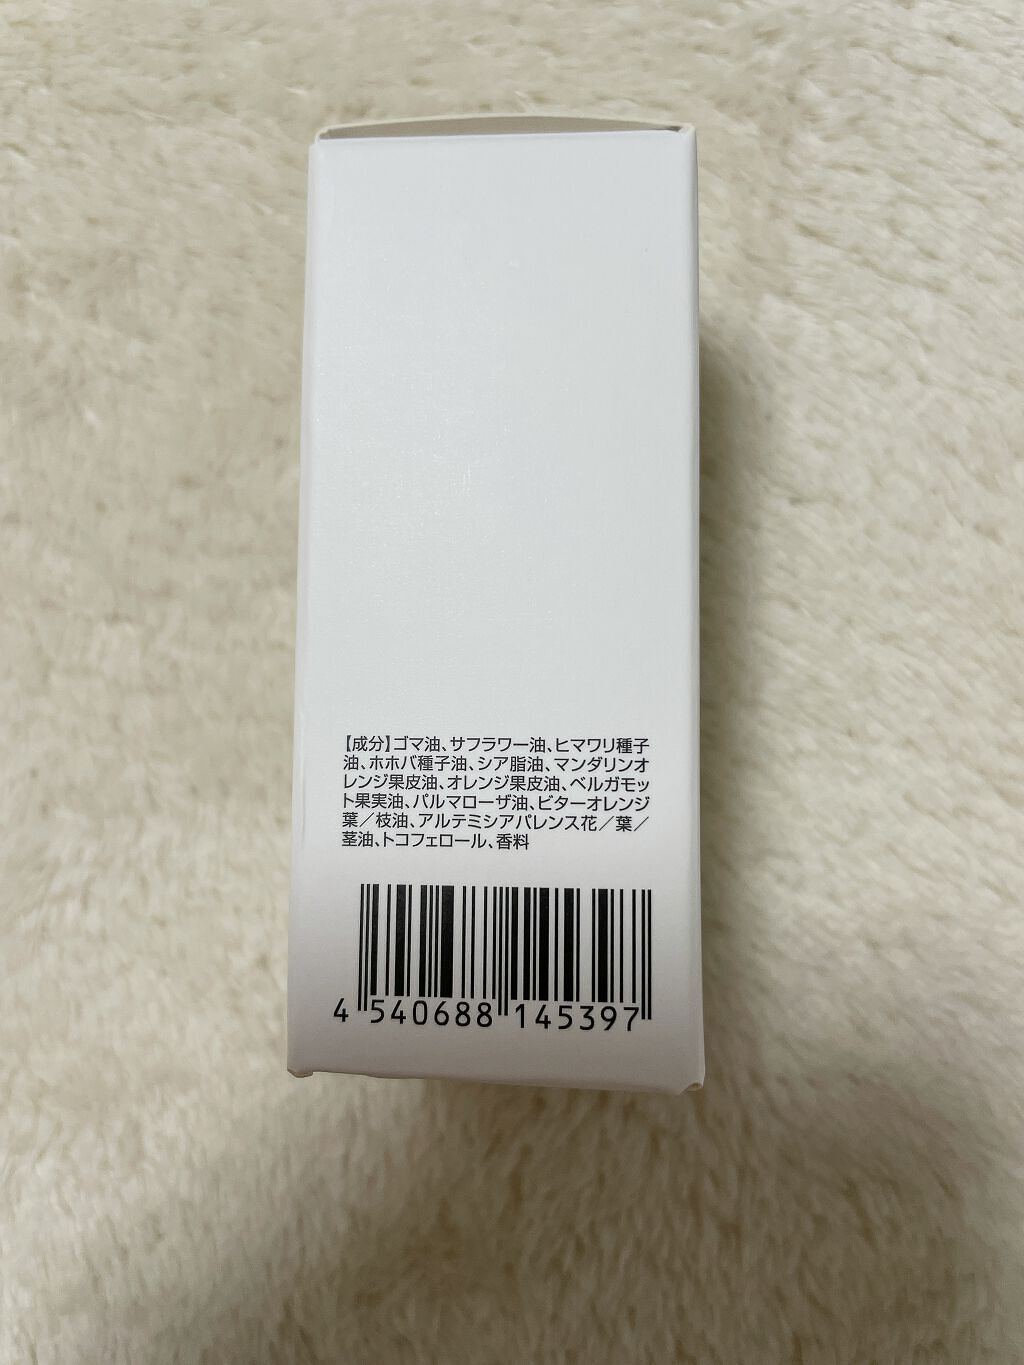 【成分】ゴマ油、サフラワー油、ヒマワリ種子
油、ホホバ種子油、シア脂油、マンダリンオ
レンジ果皮油、オレンジ果皮油、ベルガモッ
ト果実油、パルマローザ油、ビターオレンジ
葉／枝油、アルテミシアパレンス花／葉／
茎油、トコフェロール、香料
4 540688 145397